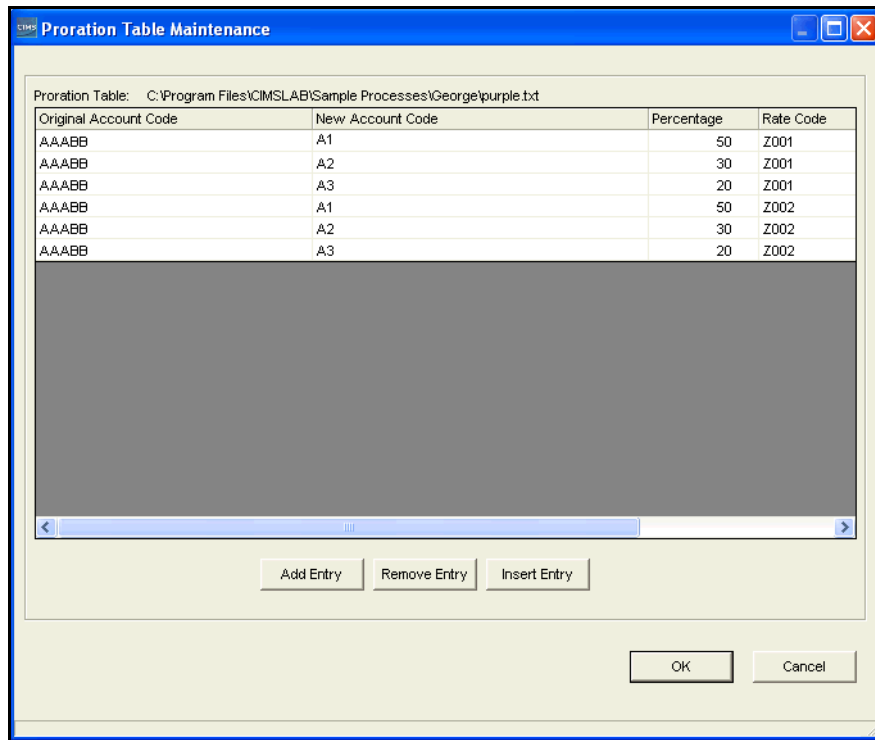 CIMS Proration Table Maintenance
Proration Table: C:\Program Files\CIMSLAB\Sample Processes\George\purple.txt
Original Account Code New Account Code Percentage Rate Code
AAABB A1 50 Z001
AAABB A2 30 Z001
AAABB A3 20 Z001
AAABB A1 50 Z002
AAABB A2 30 Z002
AAABB A3 20 Z002
Add Entry Remove Entry Insert Entry
OK Cancel